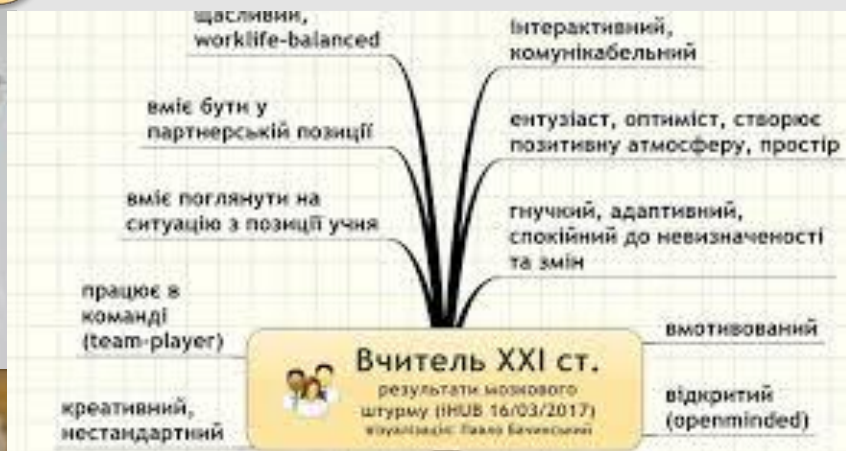 щасливий,
worklife-balanced
вміє бути у
партнерській позиції
вміє поглянути на
ситуацію з позиції учня
працює в
команді
(team-player)
креативний,
нестандартний
інтерактивний,
комунікабельний
ентузіаст, оптиміст, створює
позитивну атмосферу, простір
гнучкий, адаптивний,
спокійний до невизначеності
та змін
вмотивований
відкритий
(openminded)
Вчитель XXI ст.
результати мозкового
штурму (iHUB 16/03/2017)
візуалізація: Павло Бачинський